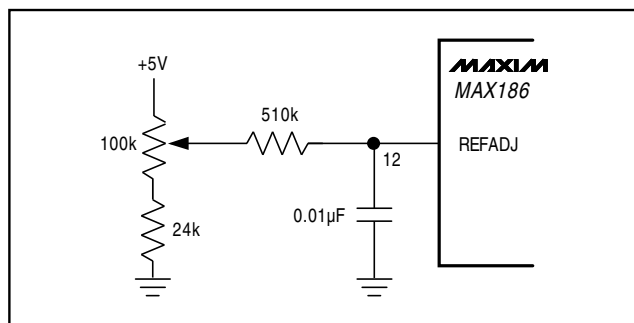 +5V
MAXIM
MAX186
510k
100k
REFADJ
12
0.01µF
24k